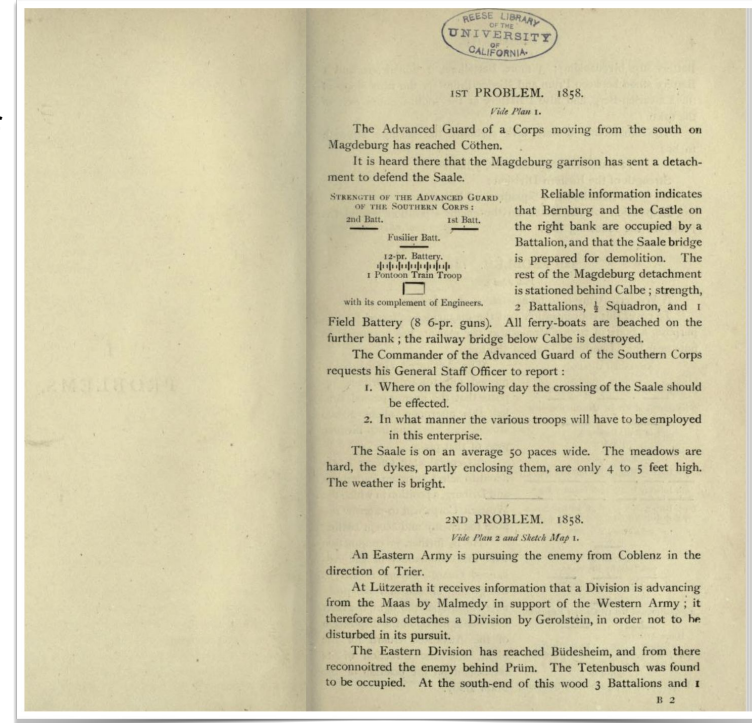 REESE LIBRARY
OF THE
UNIVERSITY
OF
CALIFORNIA.
1ST PROBLEM. 1858.
Vide Plan 1.
The Advanced Guard of a Corps moving from the south on
Magdeburg has reached Cöthen.
It is heard there that the Magdeburg garrison has sent a detach-
ment to defend the Saale.
STRENGTH OF THE ADVANCED GUARD
OF THE SOUTHERN CORPS:
2nd Batt. 1st Batt.
Fusilier Batt.
12-pr. Battery.
1 Pontoon Train Troop
with its complement of Engineers.
Reliable information indicates
that Bernburg and the Castle on
the right bank are occupied by a
Battalion, and that the Saale bridge
is prepared for demolition. The
rest of the Magdeburg detachment
is stationed behind Calbe; strength,
2 Battalions, ½ Squadron, and 1
Field Battery (8 6-pr. guns). All ferry-boats are beached on the
further bank; the railway bridge below Calbe is destroyed.
The Commander of the Advanced Guard of the Southern Corps
requests his General Staff Officer to report:
1. Where on the following day the crossing of the Saale should
be effected.
2. In what manner the various troops will have to be employed
in this enterprise.
The Saale is on an average 50 paces wide. The meadows are
hard, the dykes, partly enclosing them, are only 4 to 5 feet high.
The weather is bright.
2ND PROBLEM. 1858.
Vide Plan 2 and Sketch Map 1.
An Eastern Army is pursuing the enemy from Coblenz in the
direction of Trier.
At Lützerath it receives information that a Division is advancing
from the Maas by Malmedy in support of the Western Army; it
therefore also detaches a Division by Gerolstein, in order not to be
disturbed in its pursuit.
The Eastern Division has reached Büdesheim, and from there
reconnoitred the enemy behind Prüm. The Tetenbusch was found
to be occupied. At the south-end of this wood 3 Battalions and 1
B 2